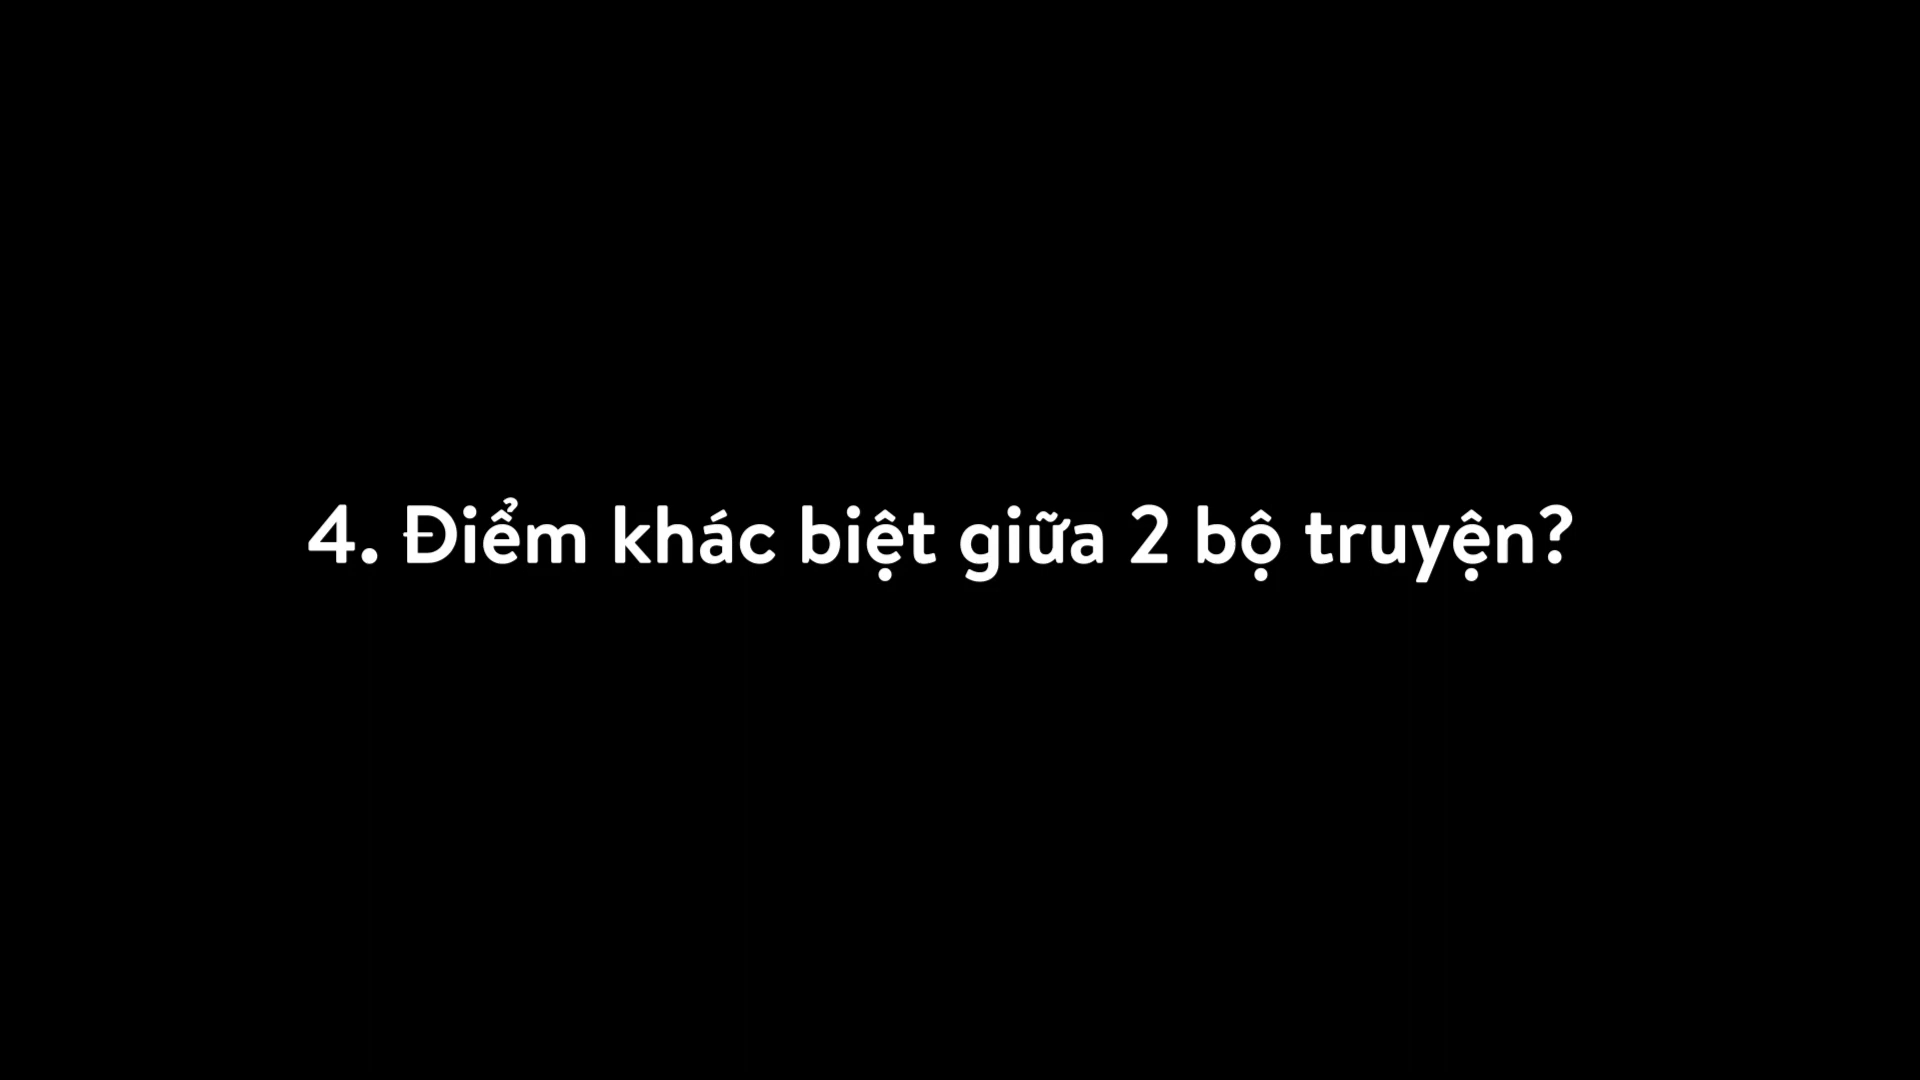 4. Điểm khác biệt giữa 2 bộ truyện?